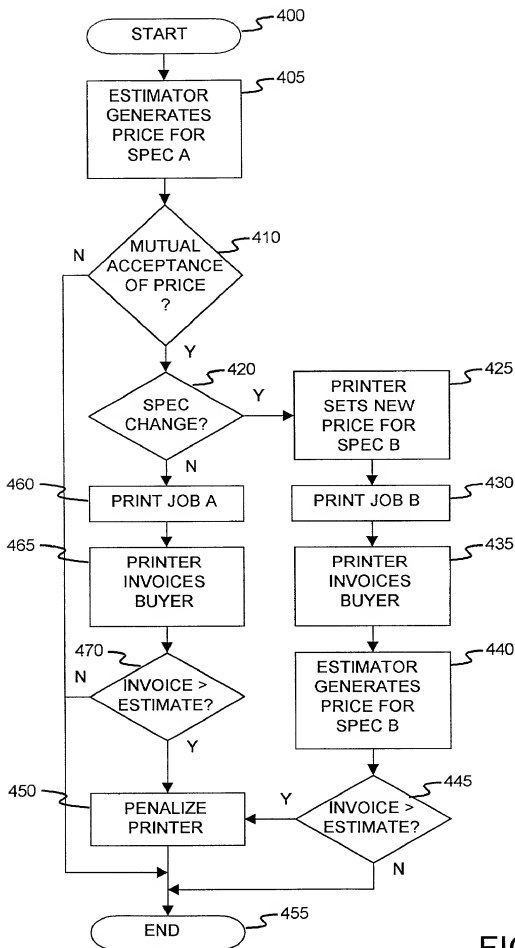 START
400
ESTIMATOR
GENERATES
PRICE FOR
SPEC A
405
MUTUAL
ACCEPTANCE
OF PRICE
?
410
N
Y
SPEC
CHANGE?
420
Y
N
PRINTER
SETS NEW
PRICE FOR
SPEC B
425
460
PRINT JOB A
PRINT JOB B
430
465
PRINTER
INVOICES
BUYER
PRINTER
INVOICES
BUYER
435
470
N
INVOICE >
ESTIMATE?
Y
ESTIMATOR
GENERATES
PRICE FOR
SPEC B
440
450
PENALIZE
PRINTER
Y
INVOICE >
ESTIMATE?
445
N
END
455